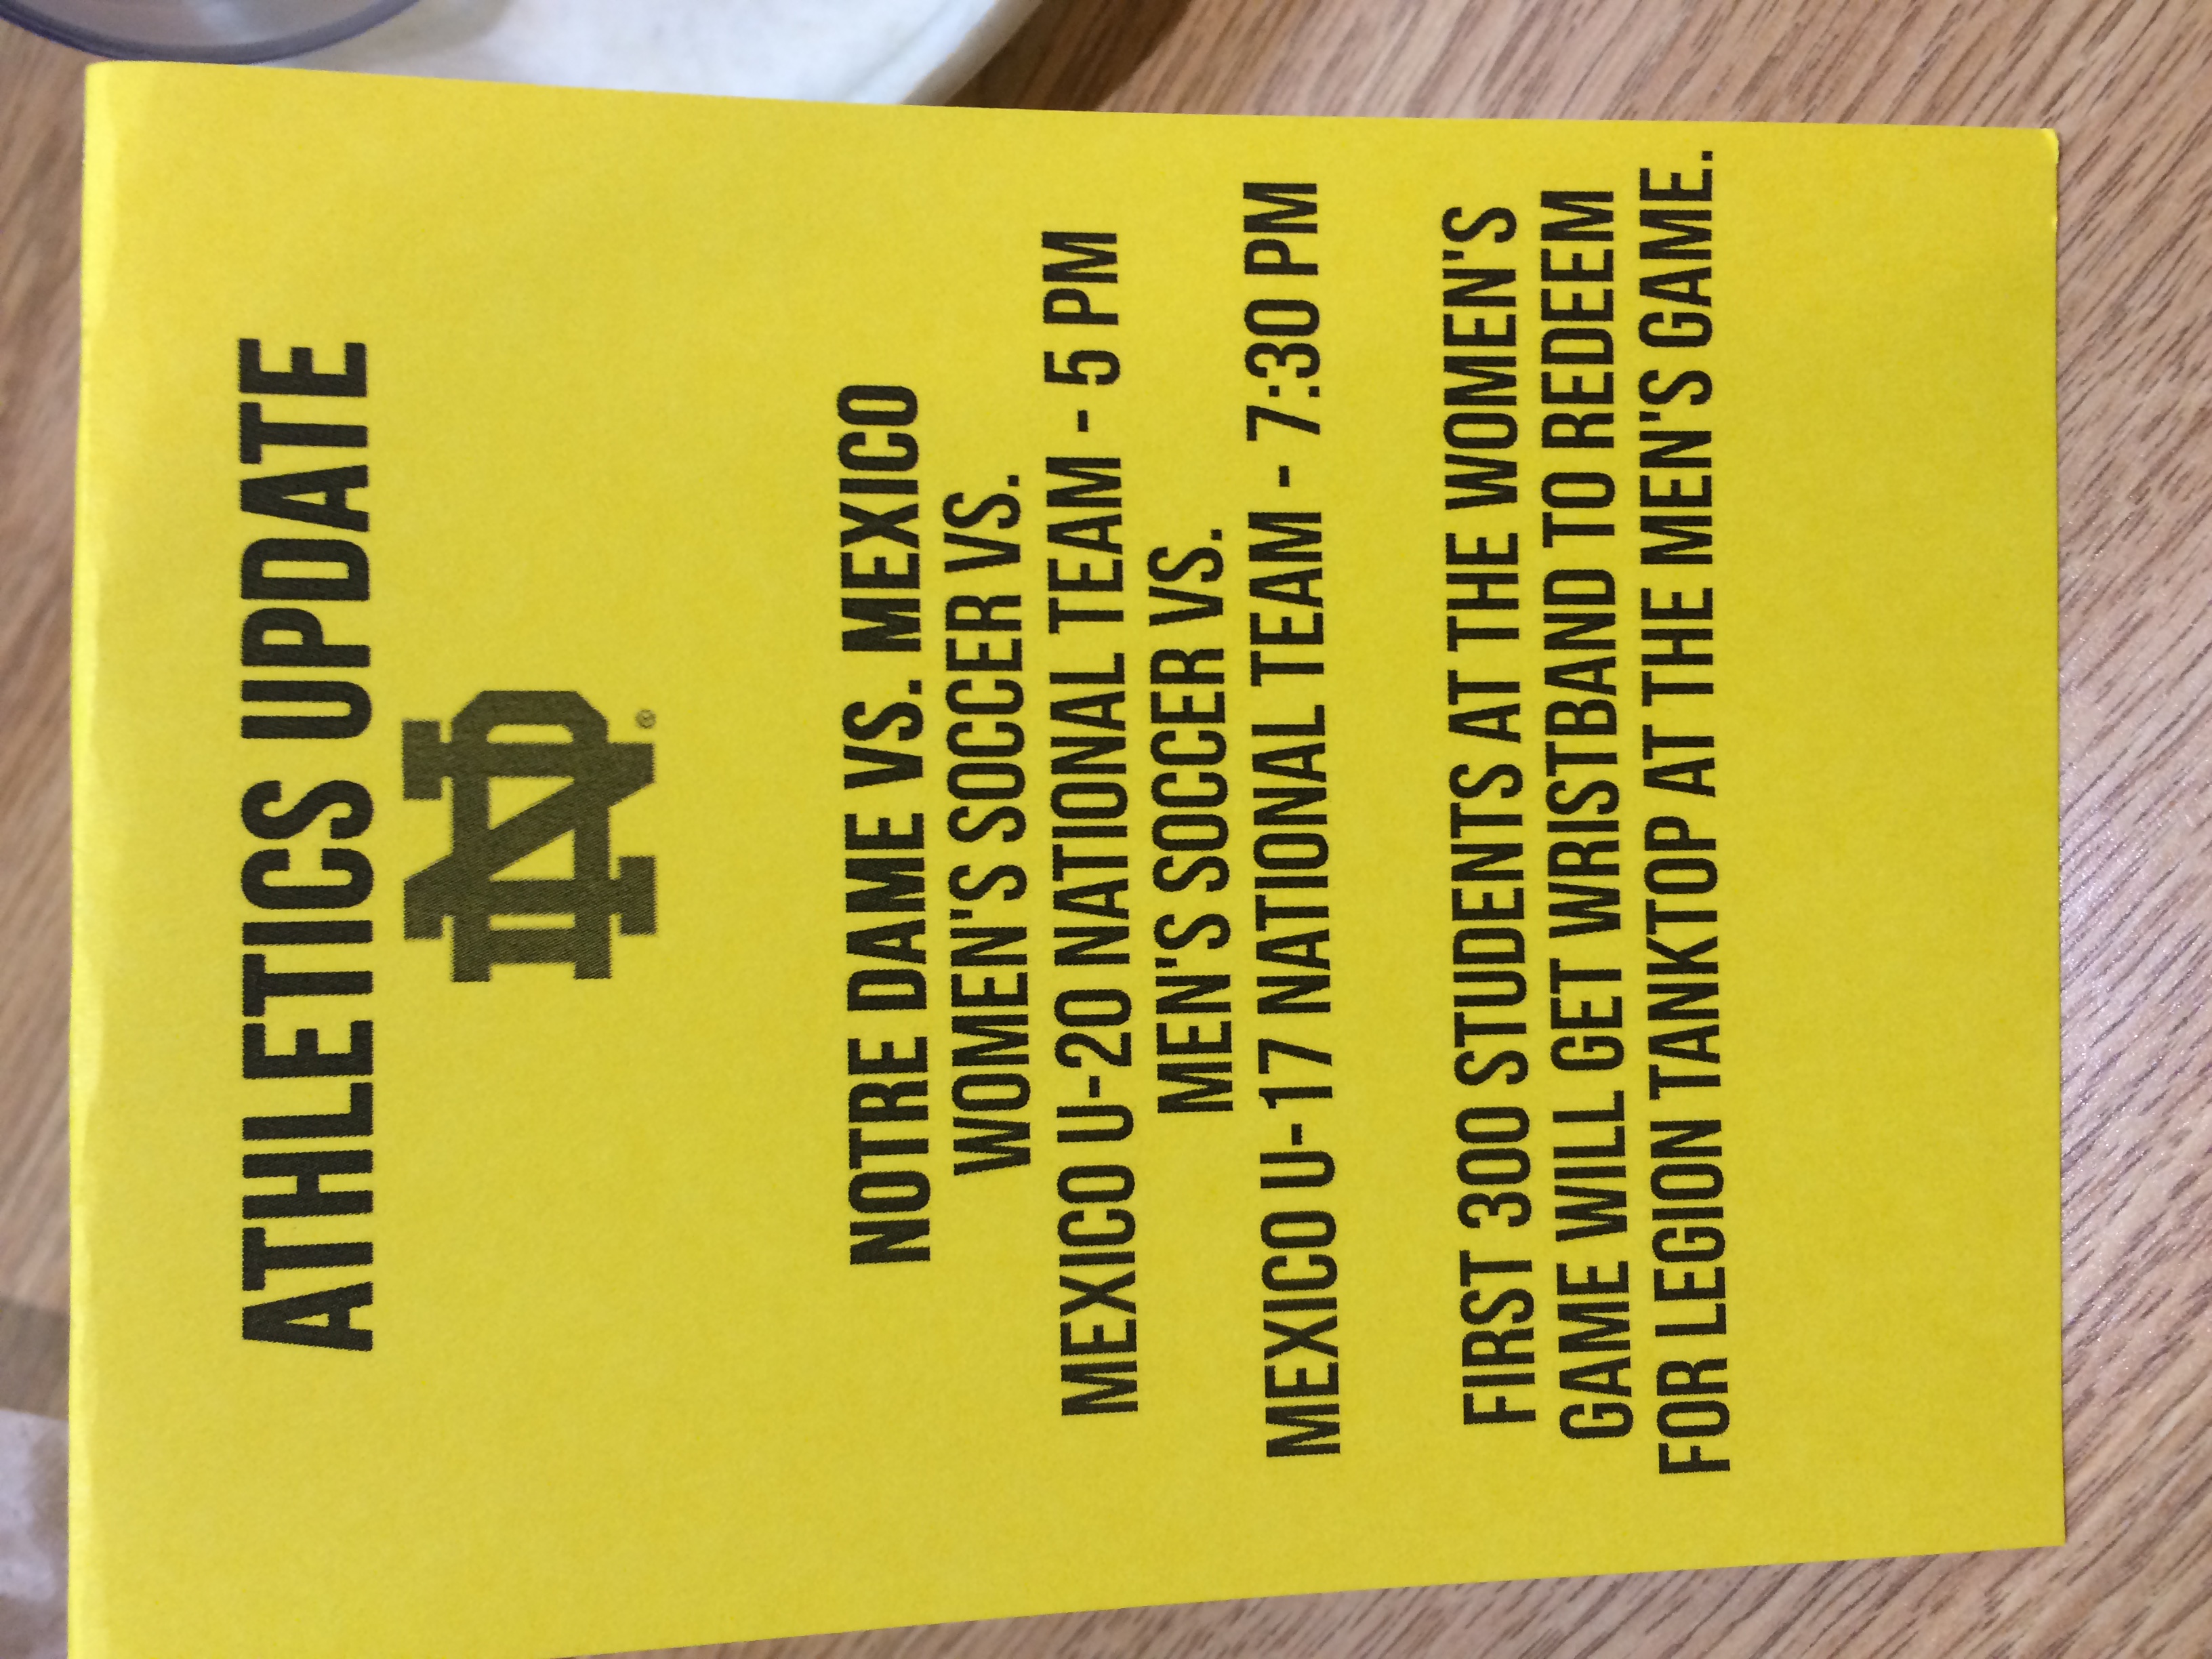 ATHLETICS UPDATE
ND
®
NOTRE DAME VS. MEXICO
WOMEN'S SOCCER VS.
MEXICO U-20 NATIONAL TEAM - 5 PM
MEN'S SOCCER VS.
MEXICO U-17 NATIONAL TEAM - 7:30 PM
FIRST 300 STUDENTS AT THE WOMEN'S
GAME WILL GET WRISTBAND TO REDEEM
FOR LEGION TANKTOP AT THE MEN'S GAME.